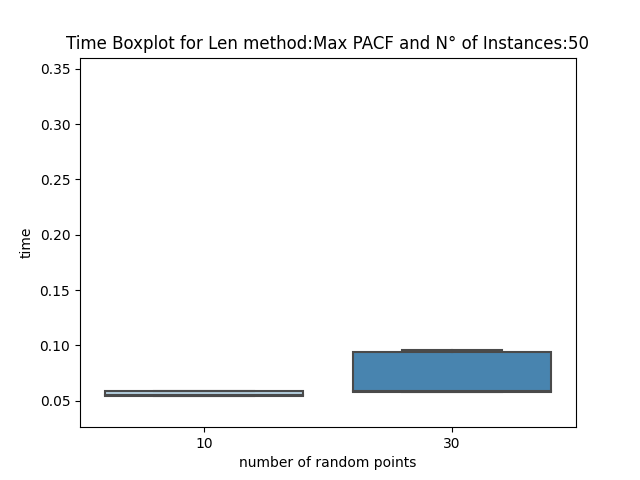 Time Boxplot for Len method:Max PACF and N° of Instances:50
0.35
0.30
0.25
0.20
0.15
0.10
0.05
time
10 30
number of random points